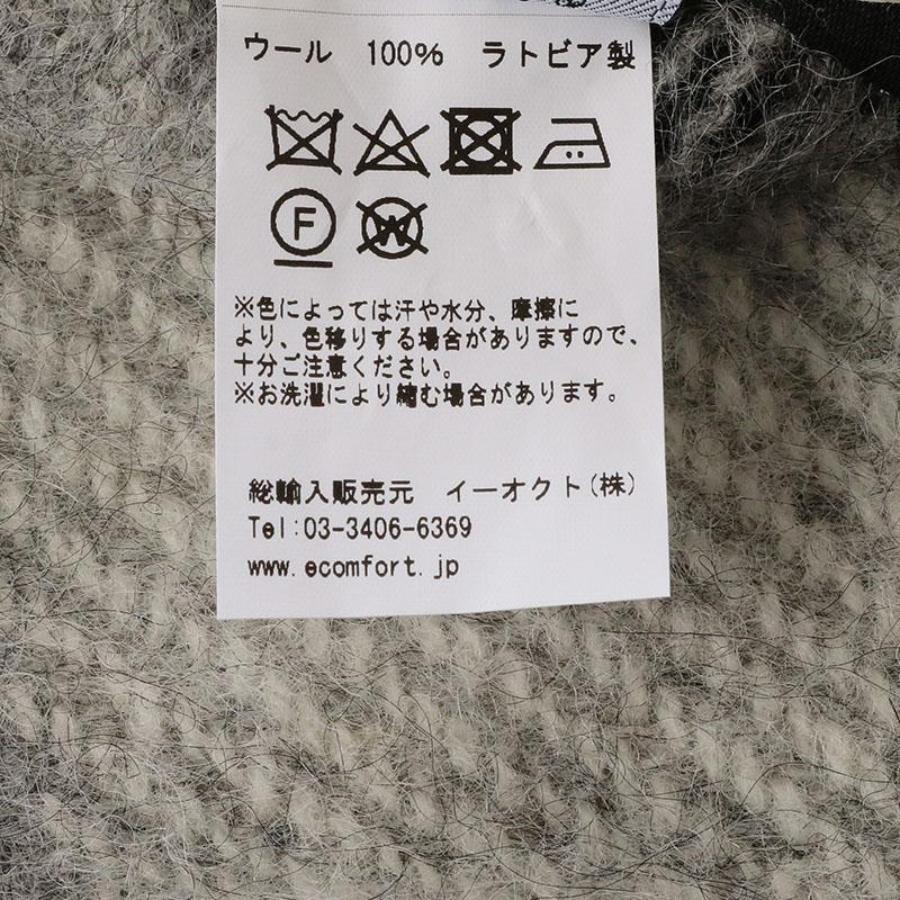 ウール 100% ラトビア製
F W
※色によっては汗や水分、摩擦に
より、色移りする場合がありますので、
十分ご注意ください。
※お洗濯により縮む場合があります。
総輸入販売元 イーオクト(株)
Tel:03-3406-6369
www.ecomfort.jp